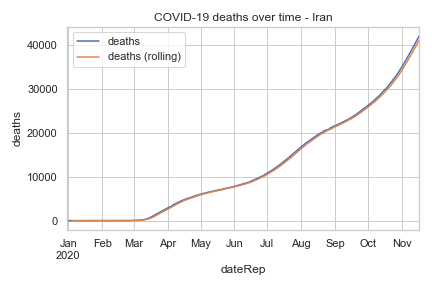 COVID-19 deaths over time - Iran
deaths
deaths (rolling)
40000
30000
20000
10000
0
deaths
Jan Feb Mar Apr May Jun Jul Aug Sep Oct Nov
2020
dateRep